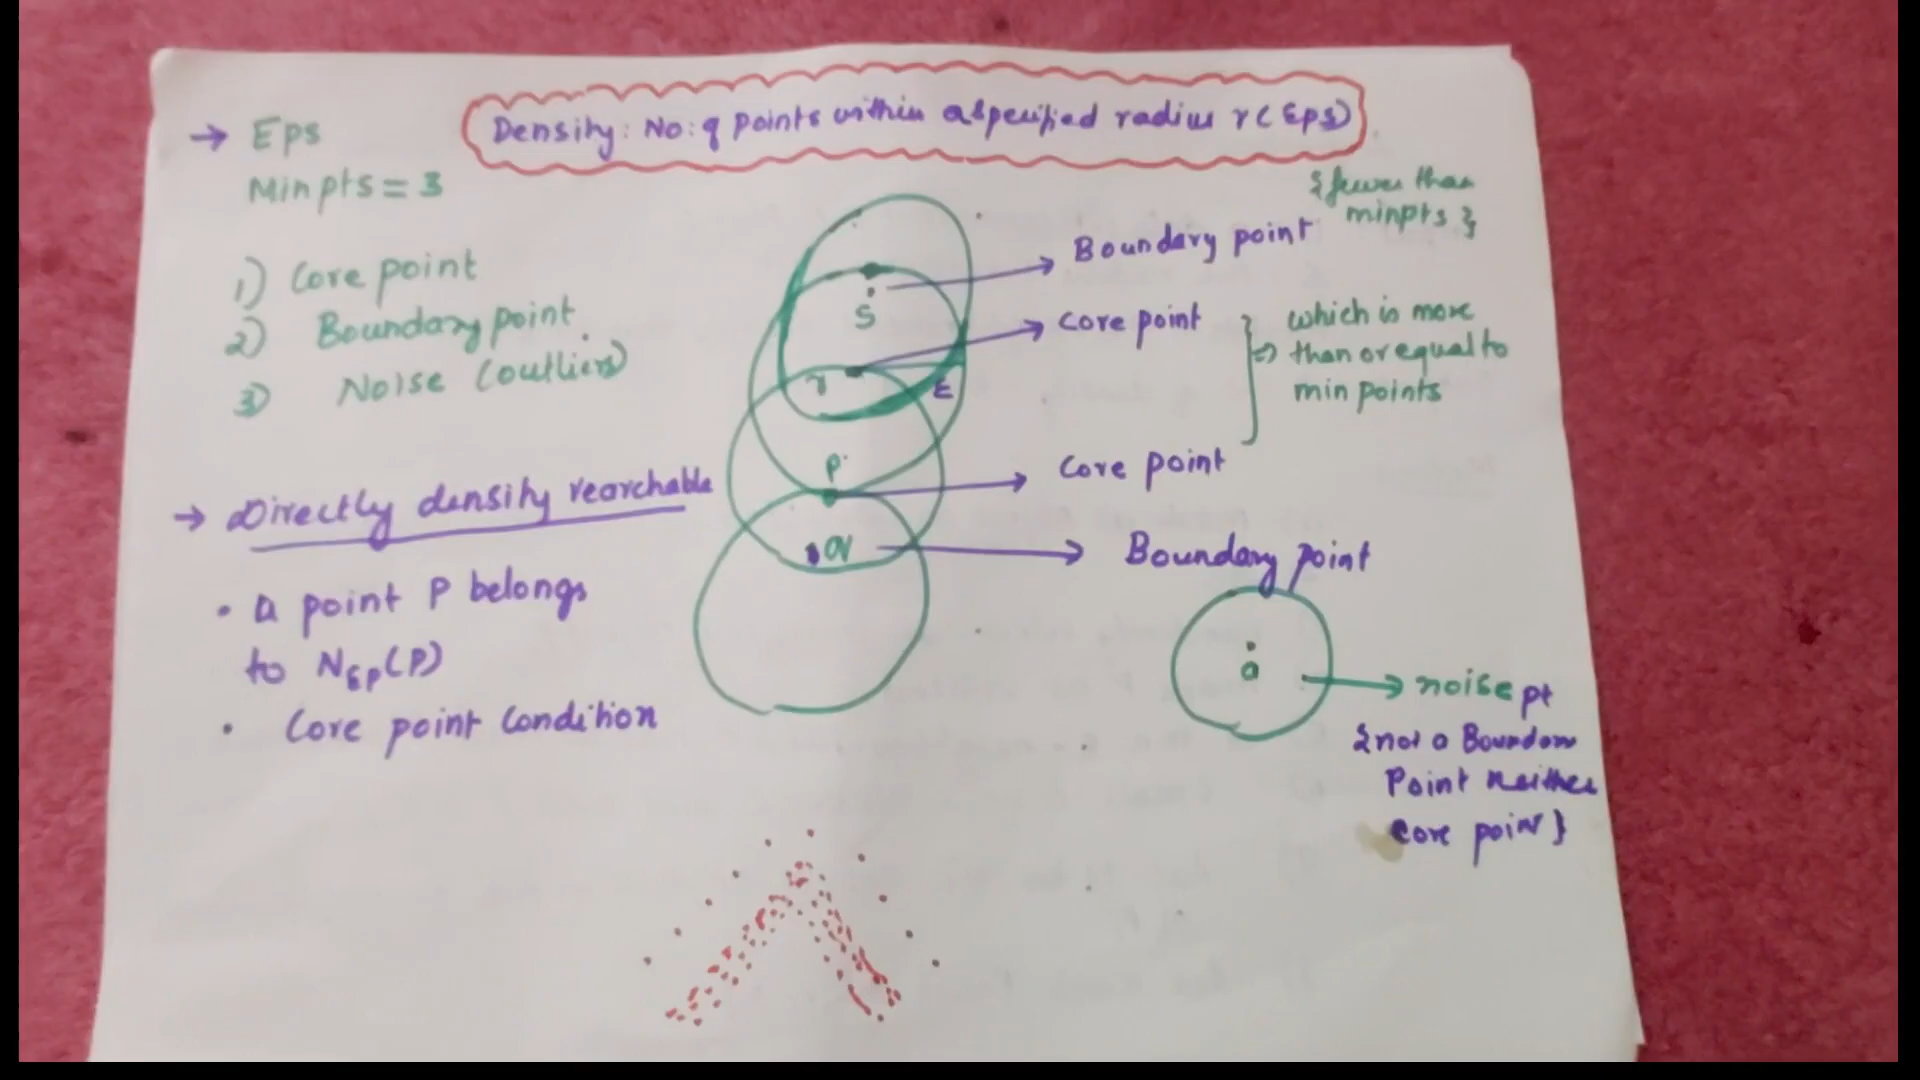 Density: No: of points within a specified radius r (Eps)
→ Eps
Minpts = 3
1) Core point
2) Boundary point
3) Noise (outliers)
→ Directly density rearchable
• a point P belongs
to NEp(P)
• Core point condition
S
r
E
P
q
Boundary point
{fewer than
minpts}
core point
Core point
} ⇒ which is more
than or equal to
min points
Boundary point
a
noise pt
{not a Boundary
Point neither
core point}